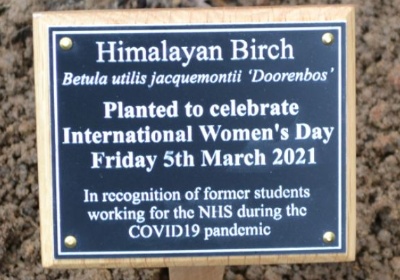 Himalayan Birch
Betula utilis jacquemontii 'Doorenbos'
Planted to celebrate
International Women's Day
Friday 5th March 2021
In recognition of former students
working for the NHS during the
COVID19 pandemic